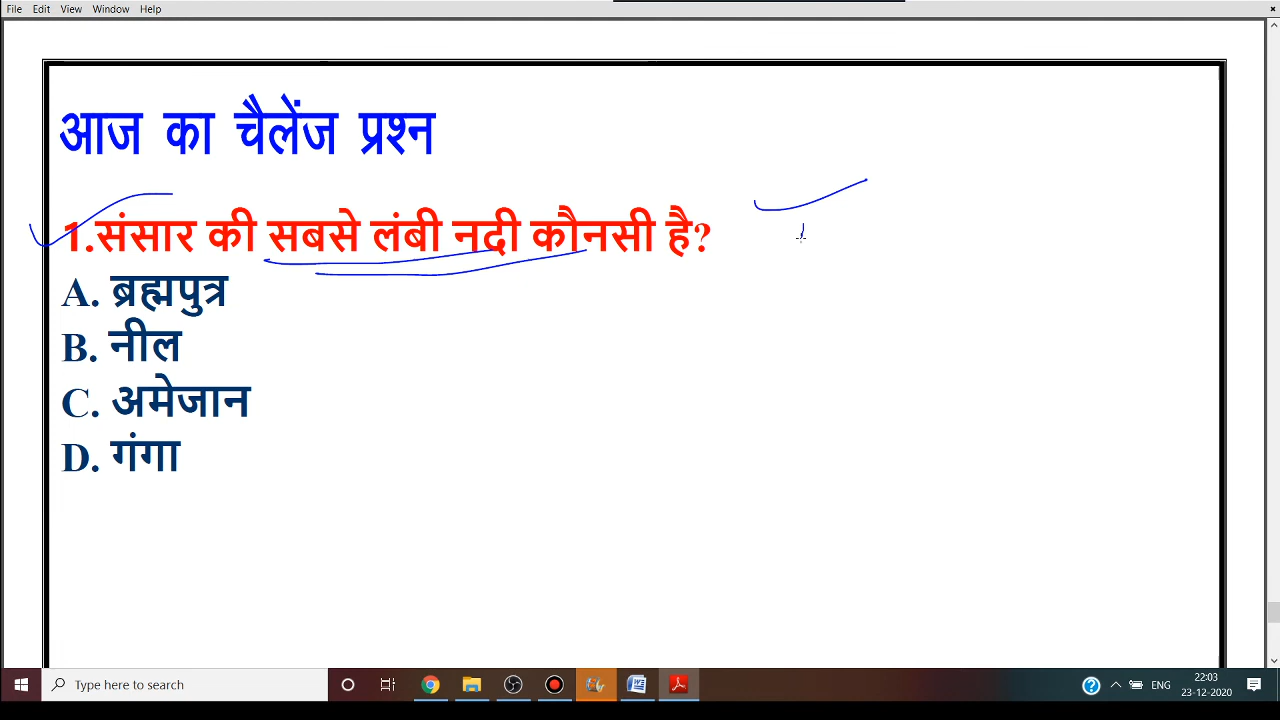 File Edit View Window Help
आज का चैलेंज प्रश्न
1.संसार की सबसे लंबी नदी कौनसी है?
A. ब्रह्मपुत्र
B. नील
C. अमेजान
D. गंगा
Type here to search
ENG
22:03
23-12-2020